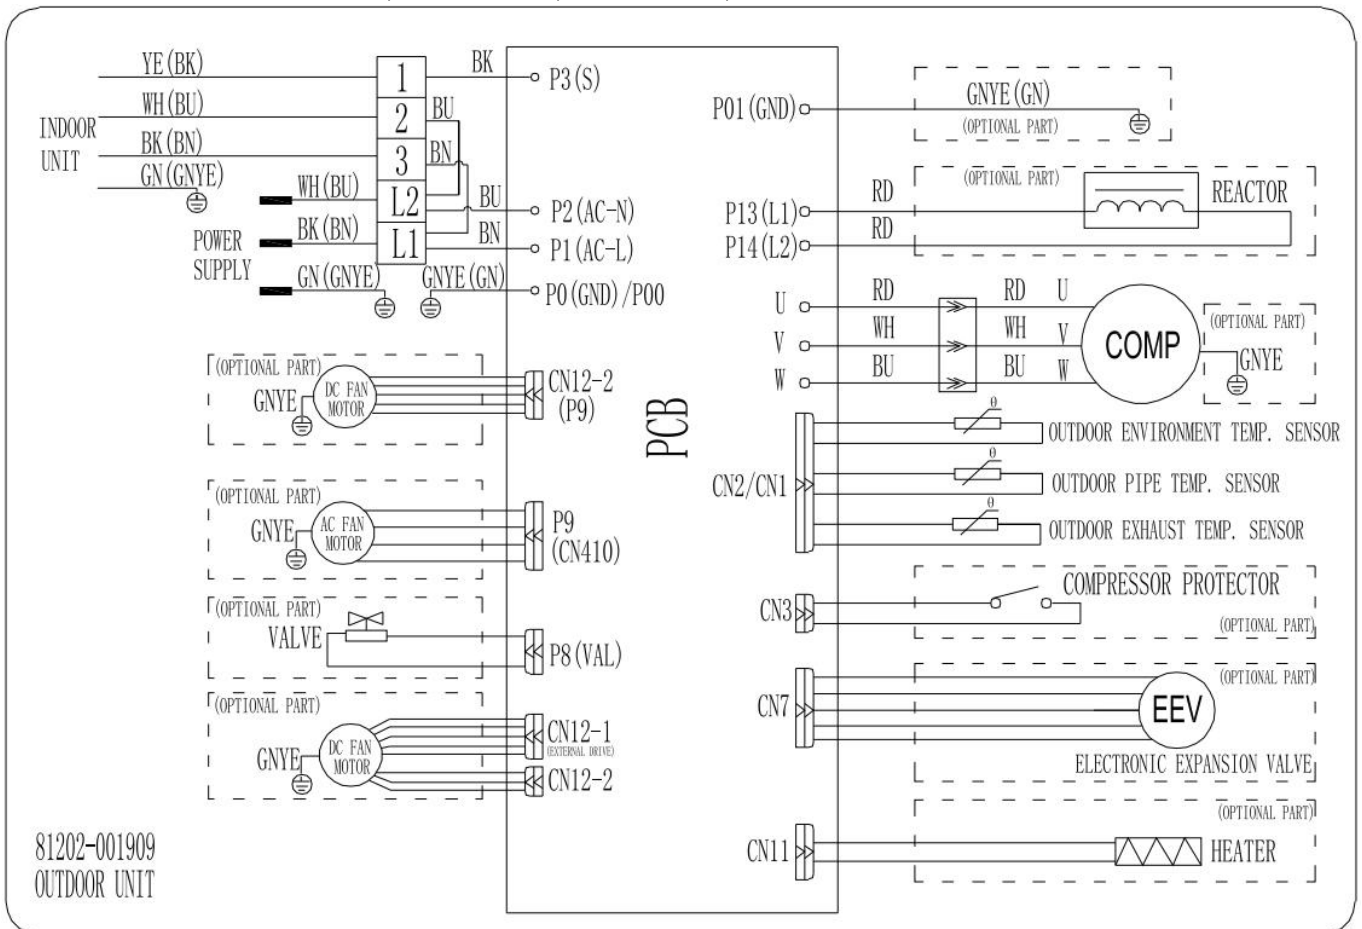 YE(BK)
1
BK
P3(S)
WH(BU)
2
BU
INDOOR
UNIT
BK(BN)
3
BN
GN(GNYE)
WH(BU)
L2
BU
P2(AC-N)
POWER
SUPPLY
BK(BN)
L1
BN
P1(AC-L)
GN(GNYE)
GNYE(GN)
P0(GND)/P00
(OPTIONAL PART)
DC FAN
MOTOR
GNYE
CN12-2
(P9)
(OPTIONAL PART)
AC FAN
MOTOR
GNYE
P9
(CN410)
(OPTIONAL PART)
VALVE
P8(VAL)
(OPTIONAL PART)
DC FAN
MOTOR
GNYE
CN12-1
(EXTERNAL DRIVE)
CN12-2
81202-001909
OUTDOOR UNIT
PCB
P01(GND)
GNYE(GN)
(OPTIONAL PART)
(OPTIONAL PART)
REACTOR
P13(L1)
RD
P14(L2)
RD
U
RD
RD
U
V
WH
WH
V
W
BU
BU
W
COMP
(OPTIONAL PART)
GNYE
CN2/CN1
θ
OUTDOOR ENVIRONMENT TEMP. SENSOR
θ
OUTDOOR PIPE TEMP. SENSOR
θ
OUTDOOR EXHAUST TEMP. SENSOR
CN3
COMPRESSOR PROTECTOR
(OPTIONAL PART)
CN7
(OPTIONAL PART)
EEV
ELECTRONIC EXPANSION VALVE
(OPTIONAL PART)
CN11
HEATER